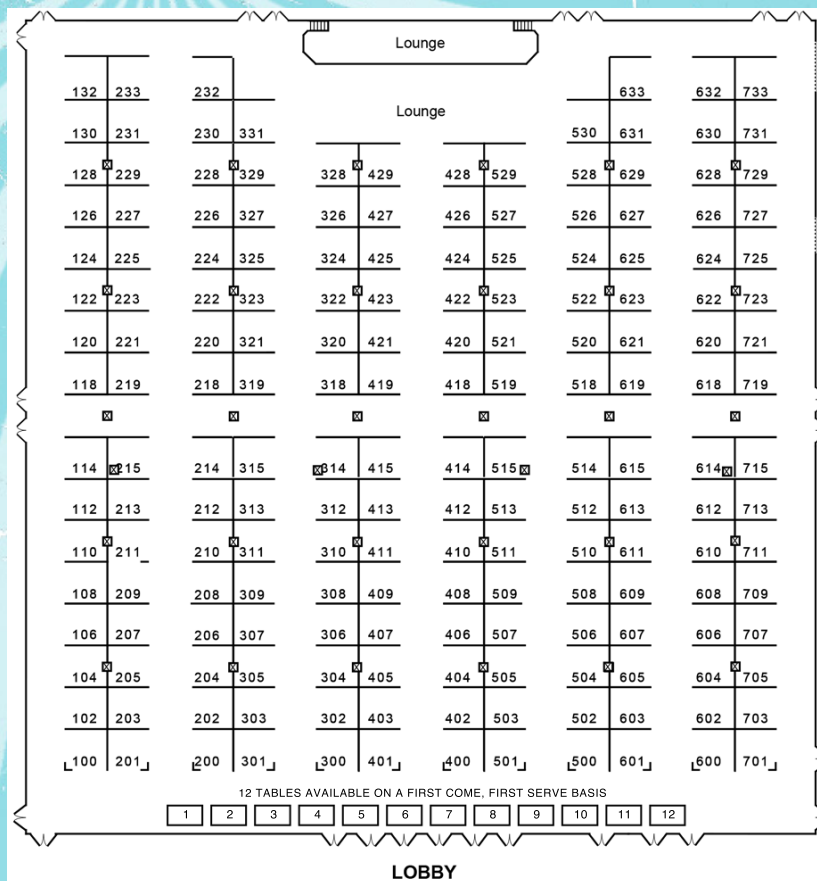 Lounge
Lounge
132 233 232 633 632 733
130 231 230 331 530 631 630 731
128 229 228 329 328 429 428 529 528 629 628 729
126 227 226 327 326 427 426 527 526 627 626 727
124 225 224 325 324 425 424 525 524 625 624 725
122 223 222 323 322 423 422 523 522 623 622 723
120 221 220 321 320 421 420 521 520 621 620 721
118 219 218 319 318 419 418 519 518 619 618 719
114 215 214 315 314 415 414 515 514 615 614 715
112 213 212 313 312 413 412 513 512 613 612 713
110 211 210 311 310 411 410 511 510 611 610 711
108 209 208 309 308 409 408 509 508 609 608 709
106 207 206 307 306 407 406 507 506 607 606 707
104 205 204 305 304 405 404 505 504 605 604 705
102 203 202 303 302 403 402 503 502 603 602 703
100 201 200 301 300 401 400 501 500 601 600 701
12 TABLES AVAILABLE ON A FIRST COME, FIRST SERVE BASIS
1 2 3 4 5 6 7 8 9 10 11 12
LOBBY